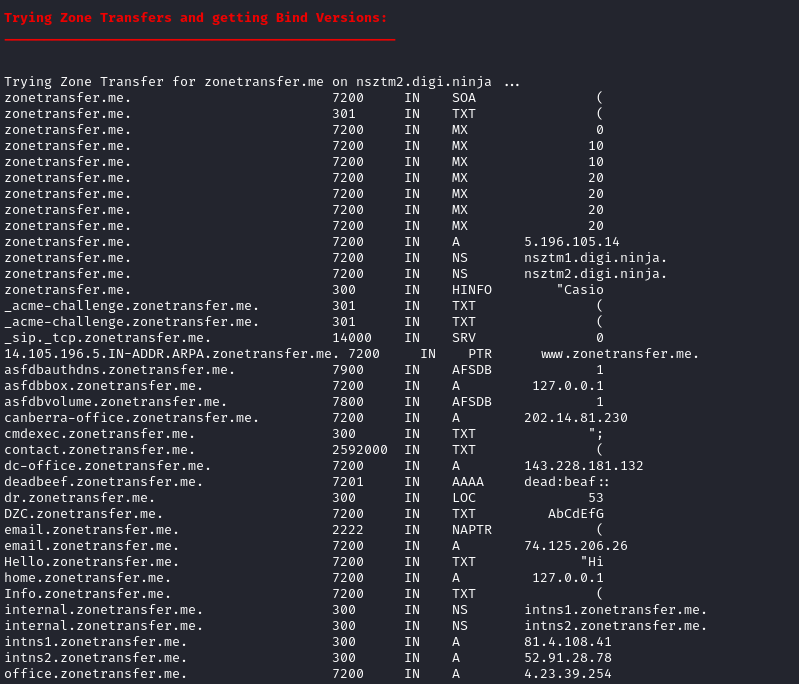 Trying Zone Transfers and getting Bind Versions:
Trying Zone Transfer for zonetransfer.me on nsztm2.digi.ninja ...
zonetransfer.me. 7200 IN SOA (
zonetransfer.me. 301 IN TXT (
zonetransfer.me. 7200 IN MX 0
zonetransfer.me. 7200 IN MX 10
zonetransfer.me. 7200 IN MX 10
zonetransfer.me. 7200 IN MX 20
zonetransfer.me. 7200 IN MX 20
zonetransfer.me. 7200 IN MX 20
zonetransfer.me. 7200 IN MX 20
zonetransfer.me. 7200 IN A 5.196.105.14
zonetransfer.me. 7200 IN NS nsztm1.digi.ninja.
zonetransfer.me. 7200 IN NS nsztm2.digi.ninja.
zonetransfer.me. 300 IN HINFO "Casio
_acme-challenge.zonetransfer.me. 301 IN TXT (
_acme-challenge.zonetransfer.me. 301 IN TXT (
_sip._tcp.zonetransfer.me. 14000 IN SRV 0
14.105.196.5.IN-ADDR.ARPA.zonetransfer.me. 7200 IN PTR www.zonetransfer.me.
asfdbauthdns.zonetransfer.me. 7900 IN AFSDB 1
asfdbbox.zonetransfer.me. 7200 IN A 127.0.0.1
asfdbvolume.zonetransfer.me. 7800 IN AFSDB 1
canberra-office.zonetransfer.me. 7200 IN A 202.14.81.230
cmdexec.zonetransfer.me. 300 IN TXT ";
contact.zonetransfer.me. 2592000 IN TXT (
dc-office.zonetransfer.me. 7200 IN A 143.228.181.132
deadbeef.zonetransfer.me. 7201 IN AAAA dead:beaf::
dr.zonetransfer.me. 300 IN LOC 53
DZC.zonetransfer.me. 7200 IN TXT AbCdEfG
email.zonetransfer.me. 2222 IN NAPTR (
email.zonetransfer.me. 7200 IN A 74.125.206.26
Hello.zonetransfer.me. 7200 IN TXT "Hi
home.zonetransfer.me. 7200 IN A 127.0.0.1
Info.zonetransfer.me. 7200 IN TXT (
internal.zonetransfer.me. 300 IN NS intns1.zonetransfer.me.
internal.zonetransfer.me. 300 IN NS intns2.zonetransfer.me.
intns1.zonetransfer.me. 300 IN A 81.4.108.41
intns2.zonetransfer.me. 300 IN A 52.91.28.78
office.zonetransfer.me. 7200 IN A 4.23.39.254